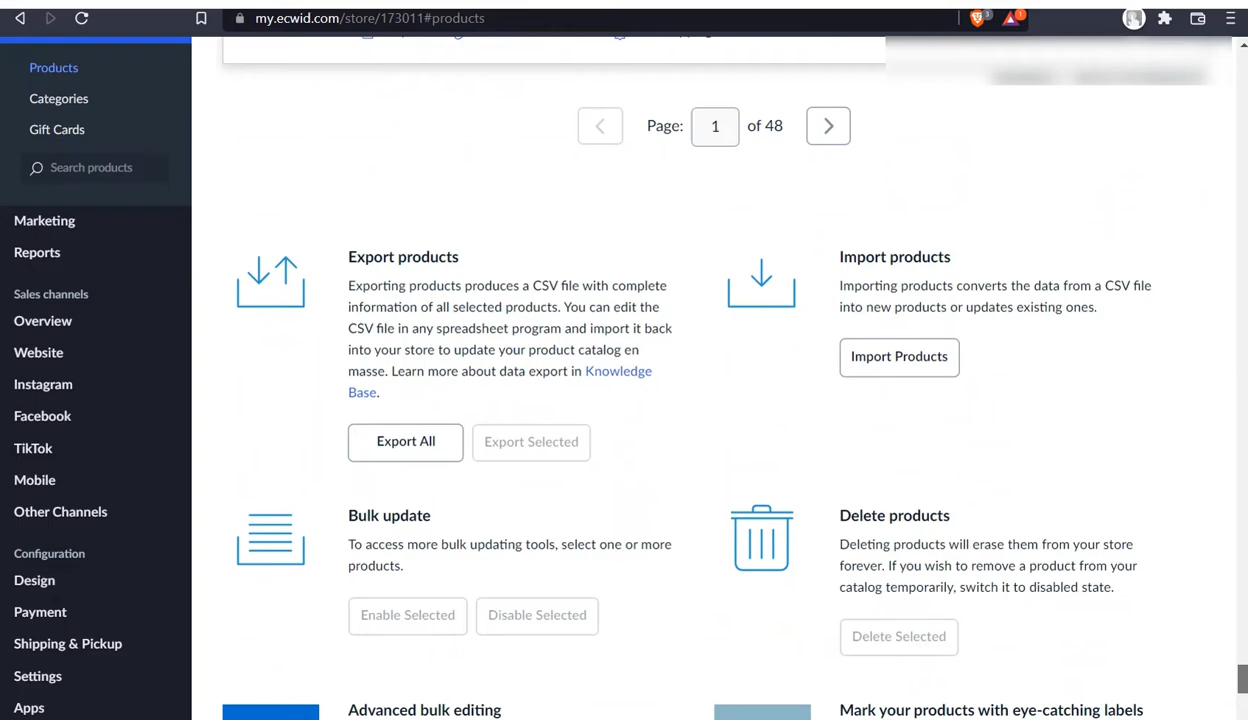 my.ecwid.com/store/173011#products
3
1
Products
Categories
Gift Cards
Search products
Marketing
Reports
Sales channels
Overview
Website
Instagram
Facebook
TikTok
Mobile
Other Channels
Configuration
Design
Payment
Shipping & Pickup
Settings
Apps
Page: 1 of 48
Export products
Exporting products produces a CSV file with complete
information of all selected products. You can edit the
CSV file in any spreadsheet program and import it back
into your store to update your product catalog en
masse. Learn more about data export in Knowledge
Base.
Export All
Export Selected
Import products
Importing products converts the data from a CSV file
into new products or updates existing ones.
Import Products
Bulk update
To access more bulk updating tools, select one or more
products.
Enable Selected
Disable Selected
Delete products
Deleting products will erase them from your store
forever. If you wish to remove a product from your
catalog temporarily, switch it to disabled state.
Delete Selected
Advanced bulk editing
Mark your products with eye-catching labels